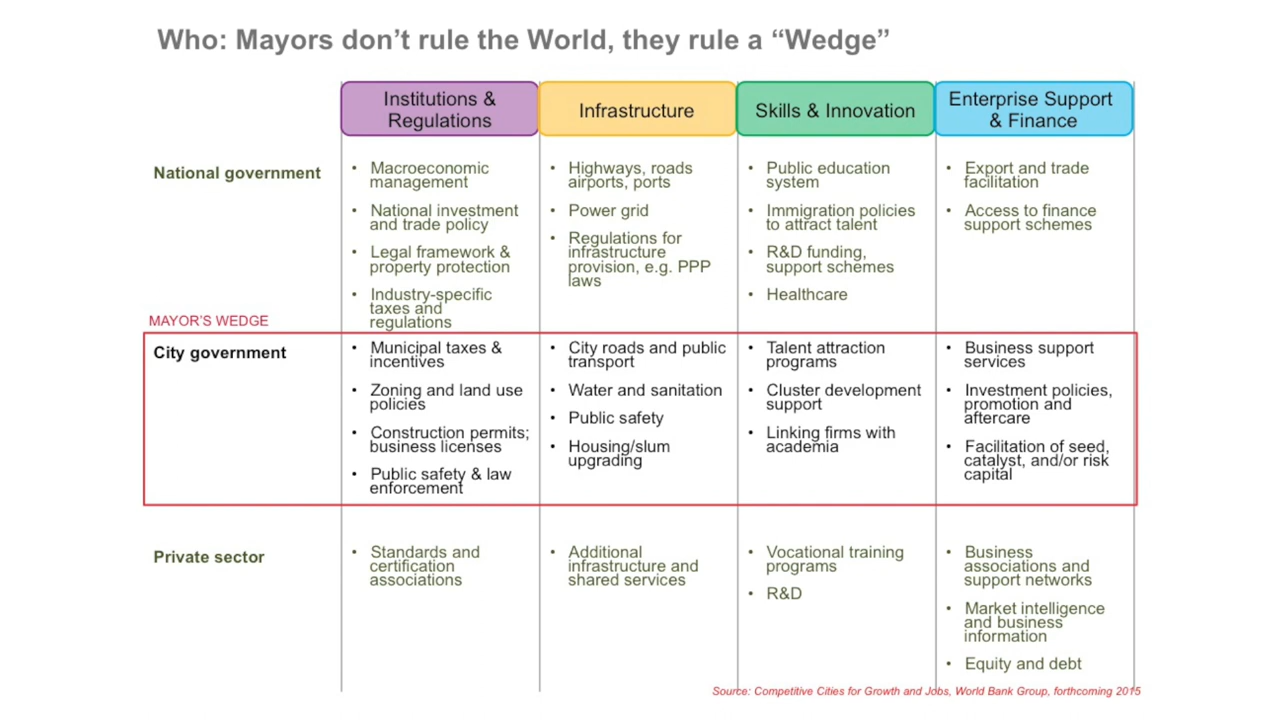 Who: Mayors don’t rule the World, they rule a “Wedge”
Institutions &
Regulations
Infrastructure
Skills & Innovation
Enterprise Support
& Finance
National government
• Macroeconomic
management
• National investment
and trade policy
• Legal framework &
property protection
• Industry-specific
taxes and
regulations
• Highways, roads
airports, ports
• Power grid
• Regulations for
infrastructure
provision, e.g. PPP
laws
• Public education
system
• Immigration policies
to attract talent
• R&D funding,
support schemes
• Healthcare
• Export and trade
facilitation
• Access to finance
support schemes
MAYOR’S WEDGE
City government
• Municipal taxes &
incentives
• Zoning and land use
policies
• Construction permits;
business licenses
• Public safety & law
enforcement
• City roads and public
transport
• Water and sanitation
• Public safety
• Housing/slum
upgrading
• Talent attraction
programs
• Cluster development
support
• Linking firms with
academia
• Business support
services
• Investment policies,
promotion and
aftercare
• Facilitation of seed,
catalyst, and/or risk
capital
Private sector
• Standards and
certification
associations
• Additional
infrastructure and
shared services
• Vocational training
programs
• R&D
• Business
associations and
support networks
• Market intelligence
and business
information
• Equity and debt
Source: Competitive Cities for Growth and Jobs, World Bank Group, forthcoming 2015